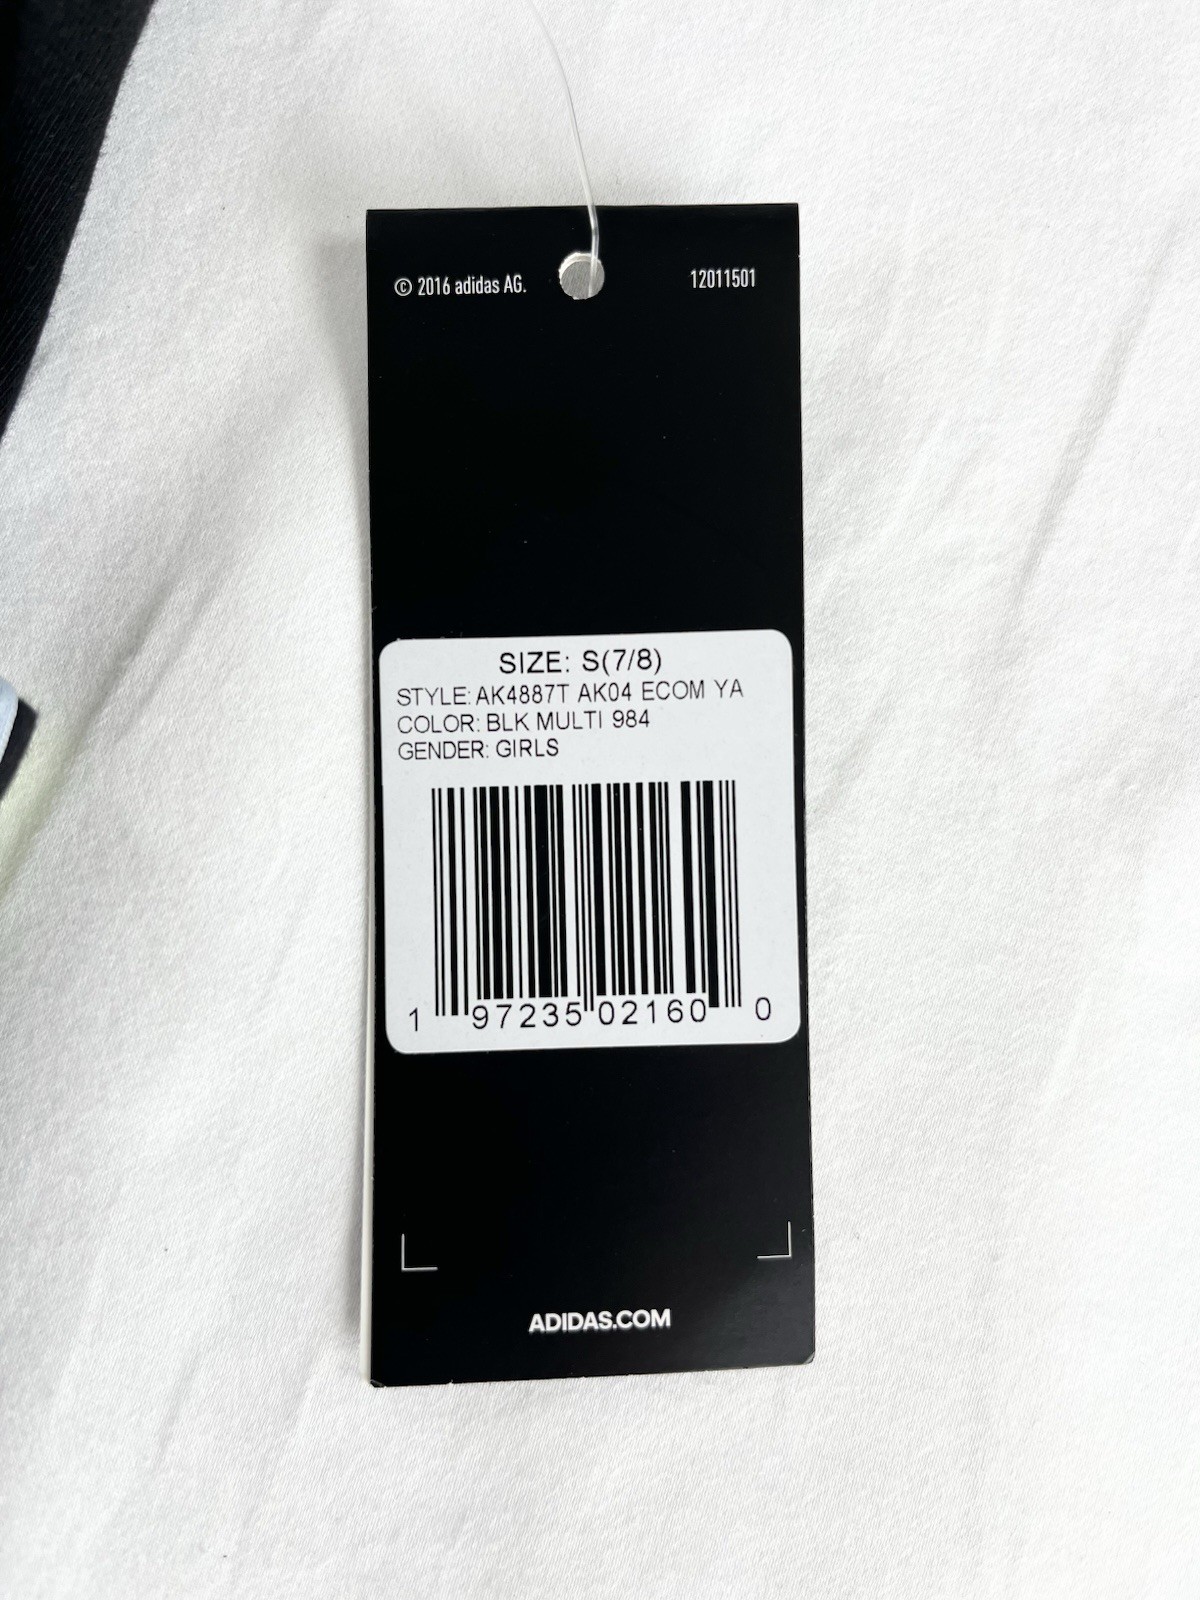 © 2016 adidas AG.
12011501
SIZE: S(7/8)
STYLE: AK4887T AK04 ECOM YA
COLOR: BLK MULTI 984
GENDER: GIRLS
1 97235 02160 0
ADIDAS.COM